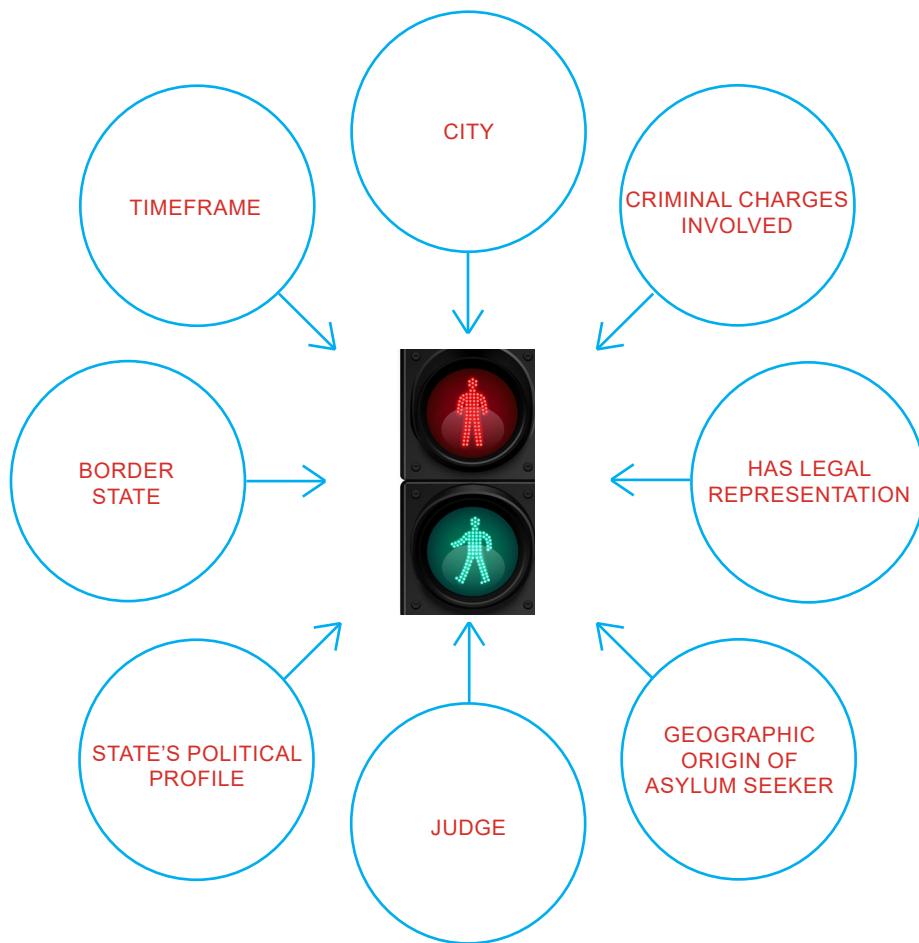 CITY
TIMEFRAME
CRIMINAL CHARGES
INVOLVED
BORDER
STATE
HAS LEGAL
REPRESENTATION
STATE’S POLITICAL
PROFILE
GEOGRAPHIC
ORIGIN OF
ASYLUM SEEKER
JUDGE